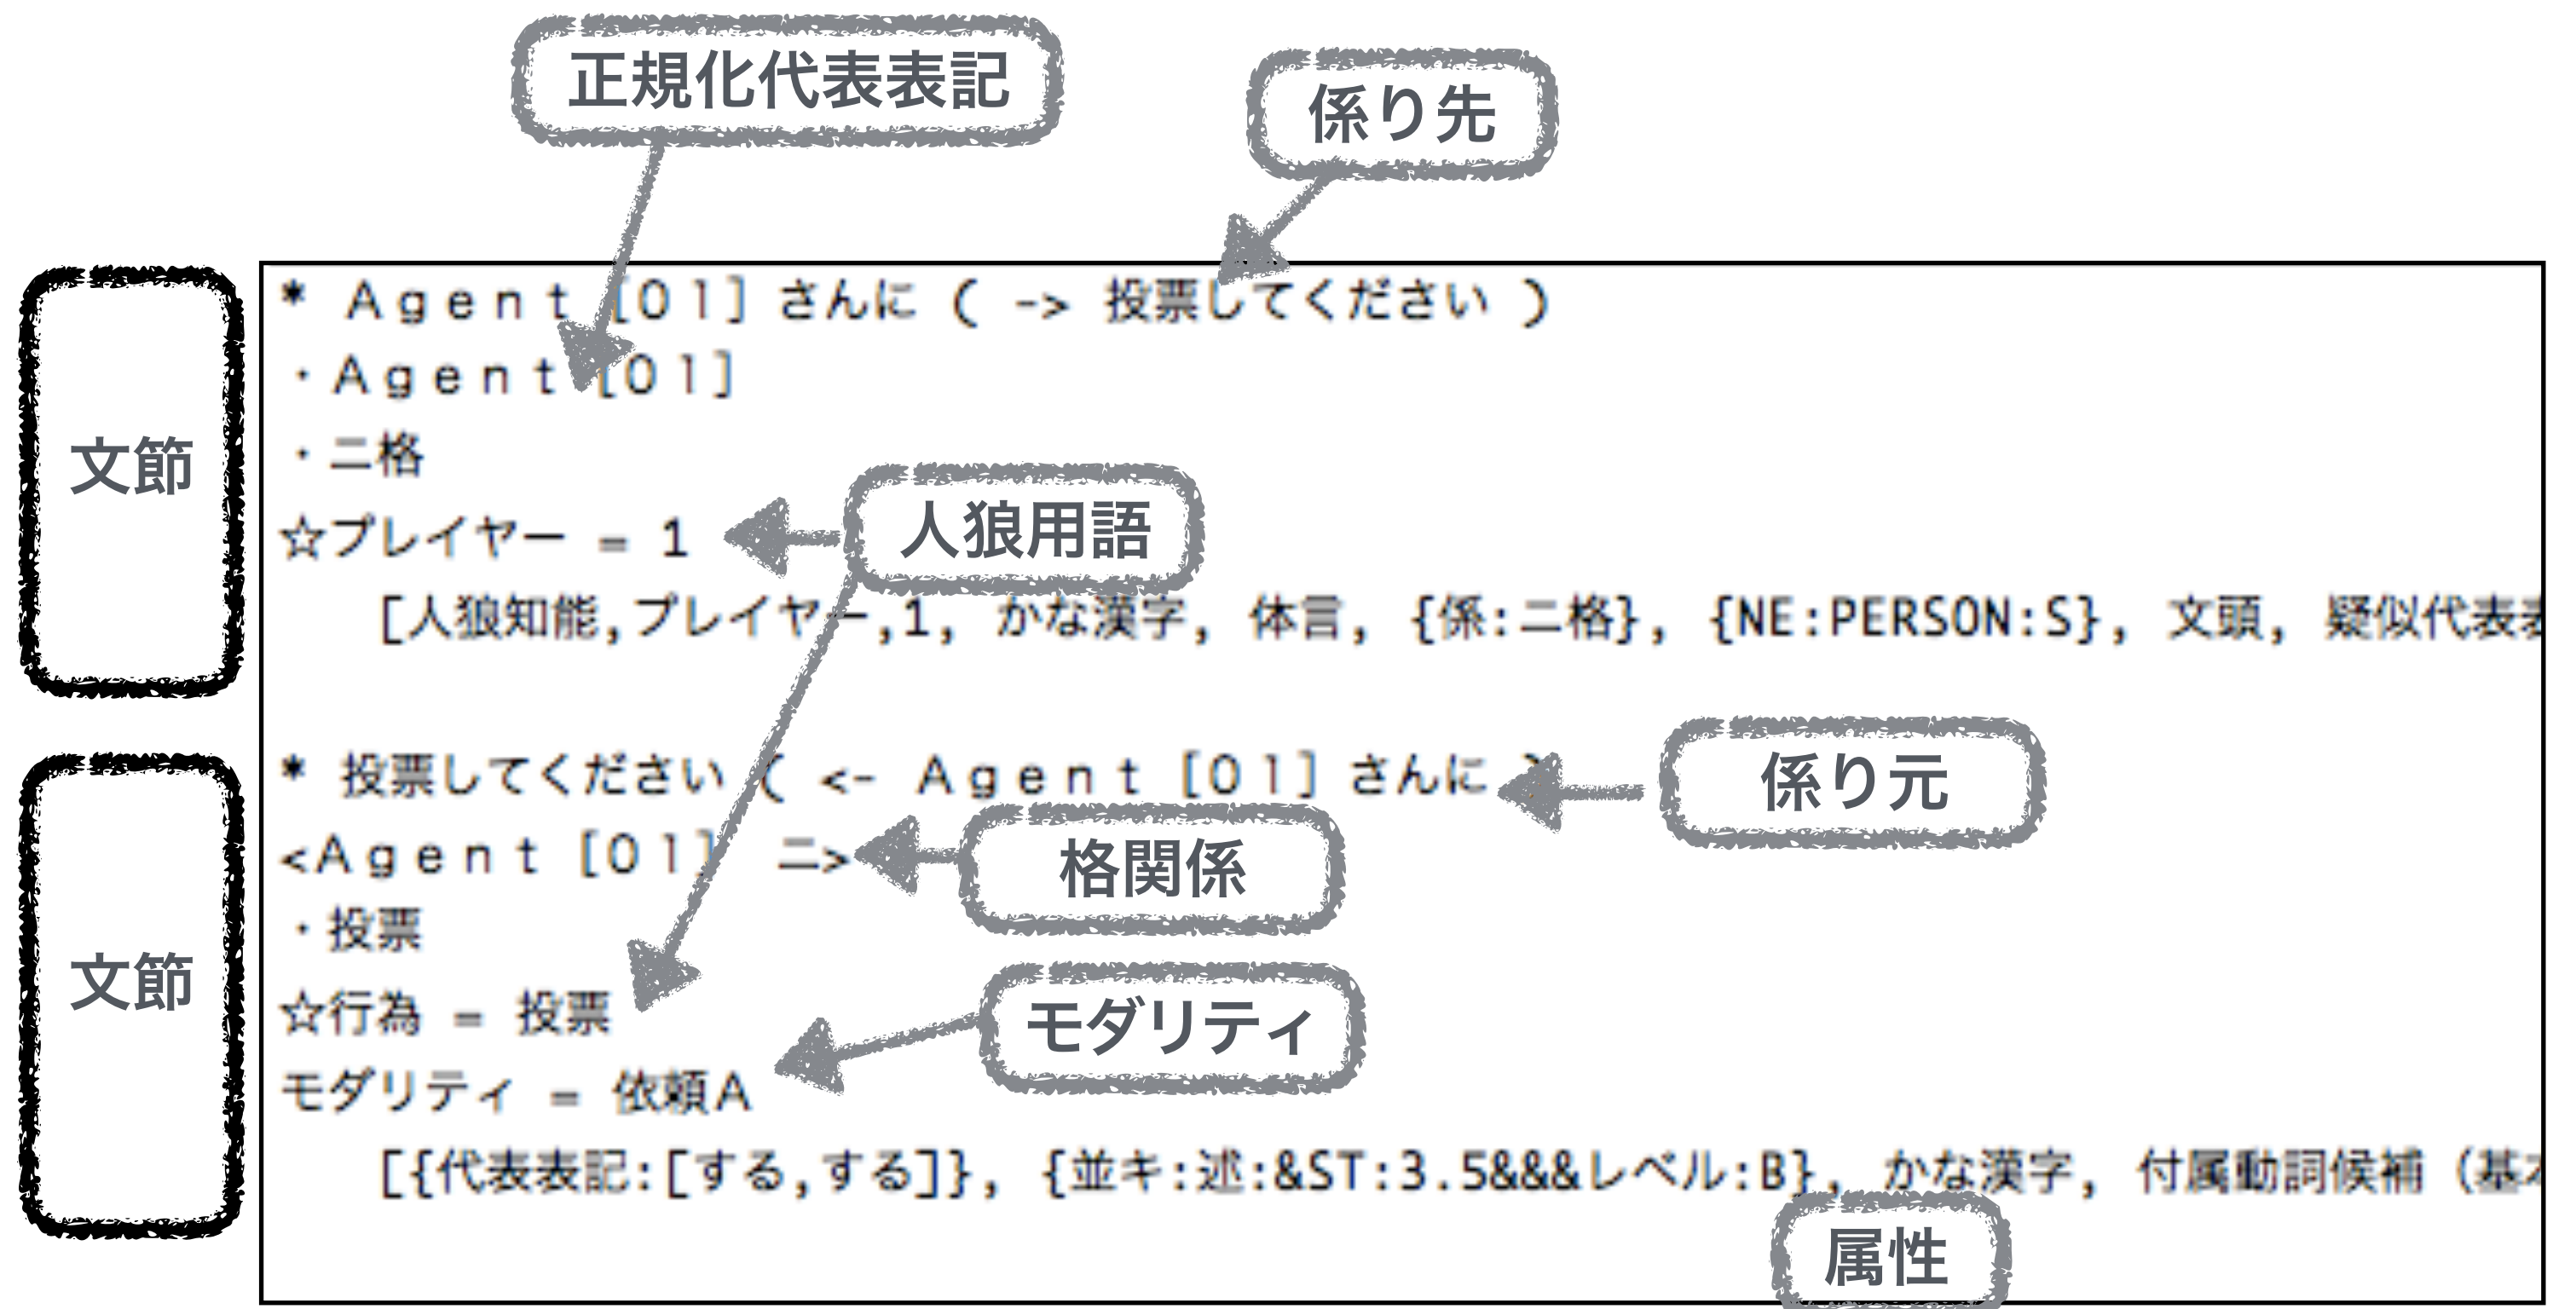 正規化代表表記
係り先
文節
* Ａｇｅｎｔ［０１］さんに ( -> 投票してください )
・Ａｇｅｎｔ［０１］
・ニ格
人狼用語
☆プレイヤー = 1
[人狼知能,プレイヤー,1, かな漢字, 体言, {係:ニ格}, {NE:PERSON:S}, 文頭, 疑似代表表
文節
* 投票してください ( <- Ａｇｅｎｔ［０１］さんに )
係り元
<Ａｇｅｎｔ［０１］ ニ>
格関係
・投票
☆行為 = 投票
モダリティ
モダリティ = 依頼Ａ
[{代表表記:[する,する]}, {並キ:述:&ST:3.5&&&レベル:B}, かな漢字, 付属動詞候補（基本
属性